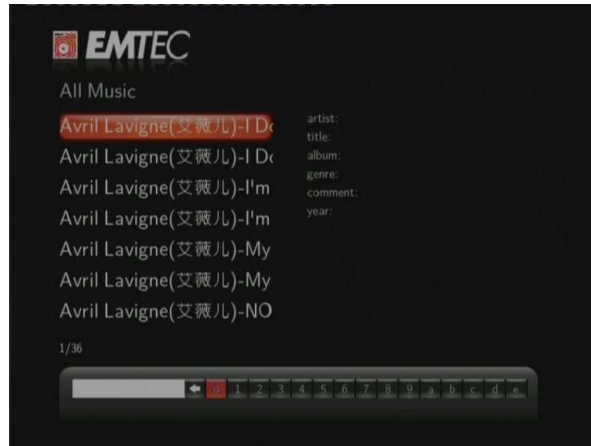 EMTEC
All Music
Avril Lavigne(艾薇儿)-I Do
Avril Lavigne(艾薇儿)-I Do
Avril Lavigne(艾薇儿)-I'm
Avril Lavigne(艾薇儿)-I'm
Avril Lavigne(艾薇儿)-My
Avril Lavigne(艾薇儿)-My
Avril Lavigne(艾薇儿)-NO
artist:
title:
album:
genre:
comment:
year:
1/36
0 1 2 3 4 5 6 7 8 9 a b c d e